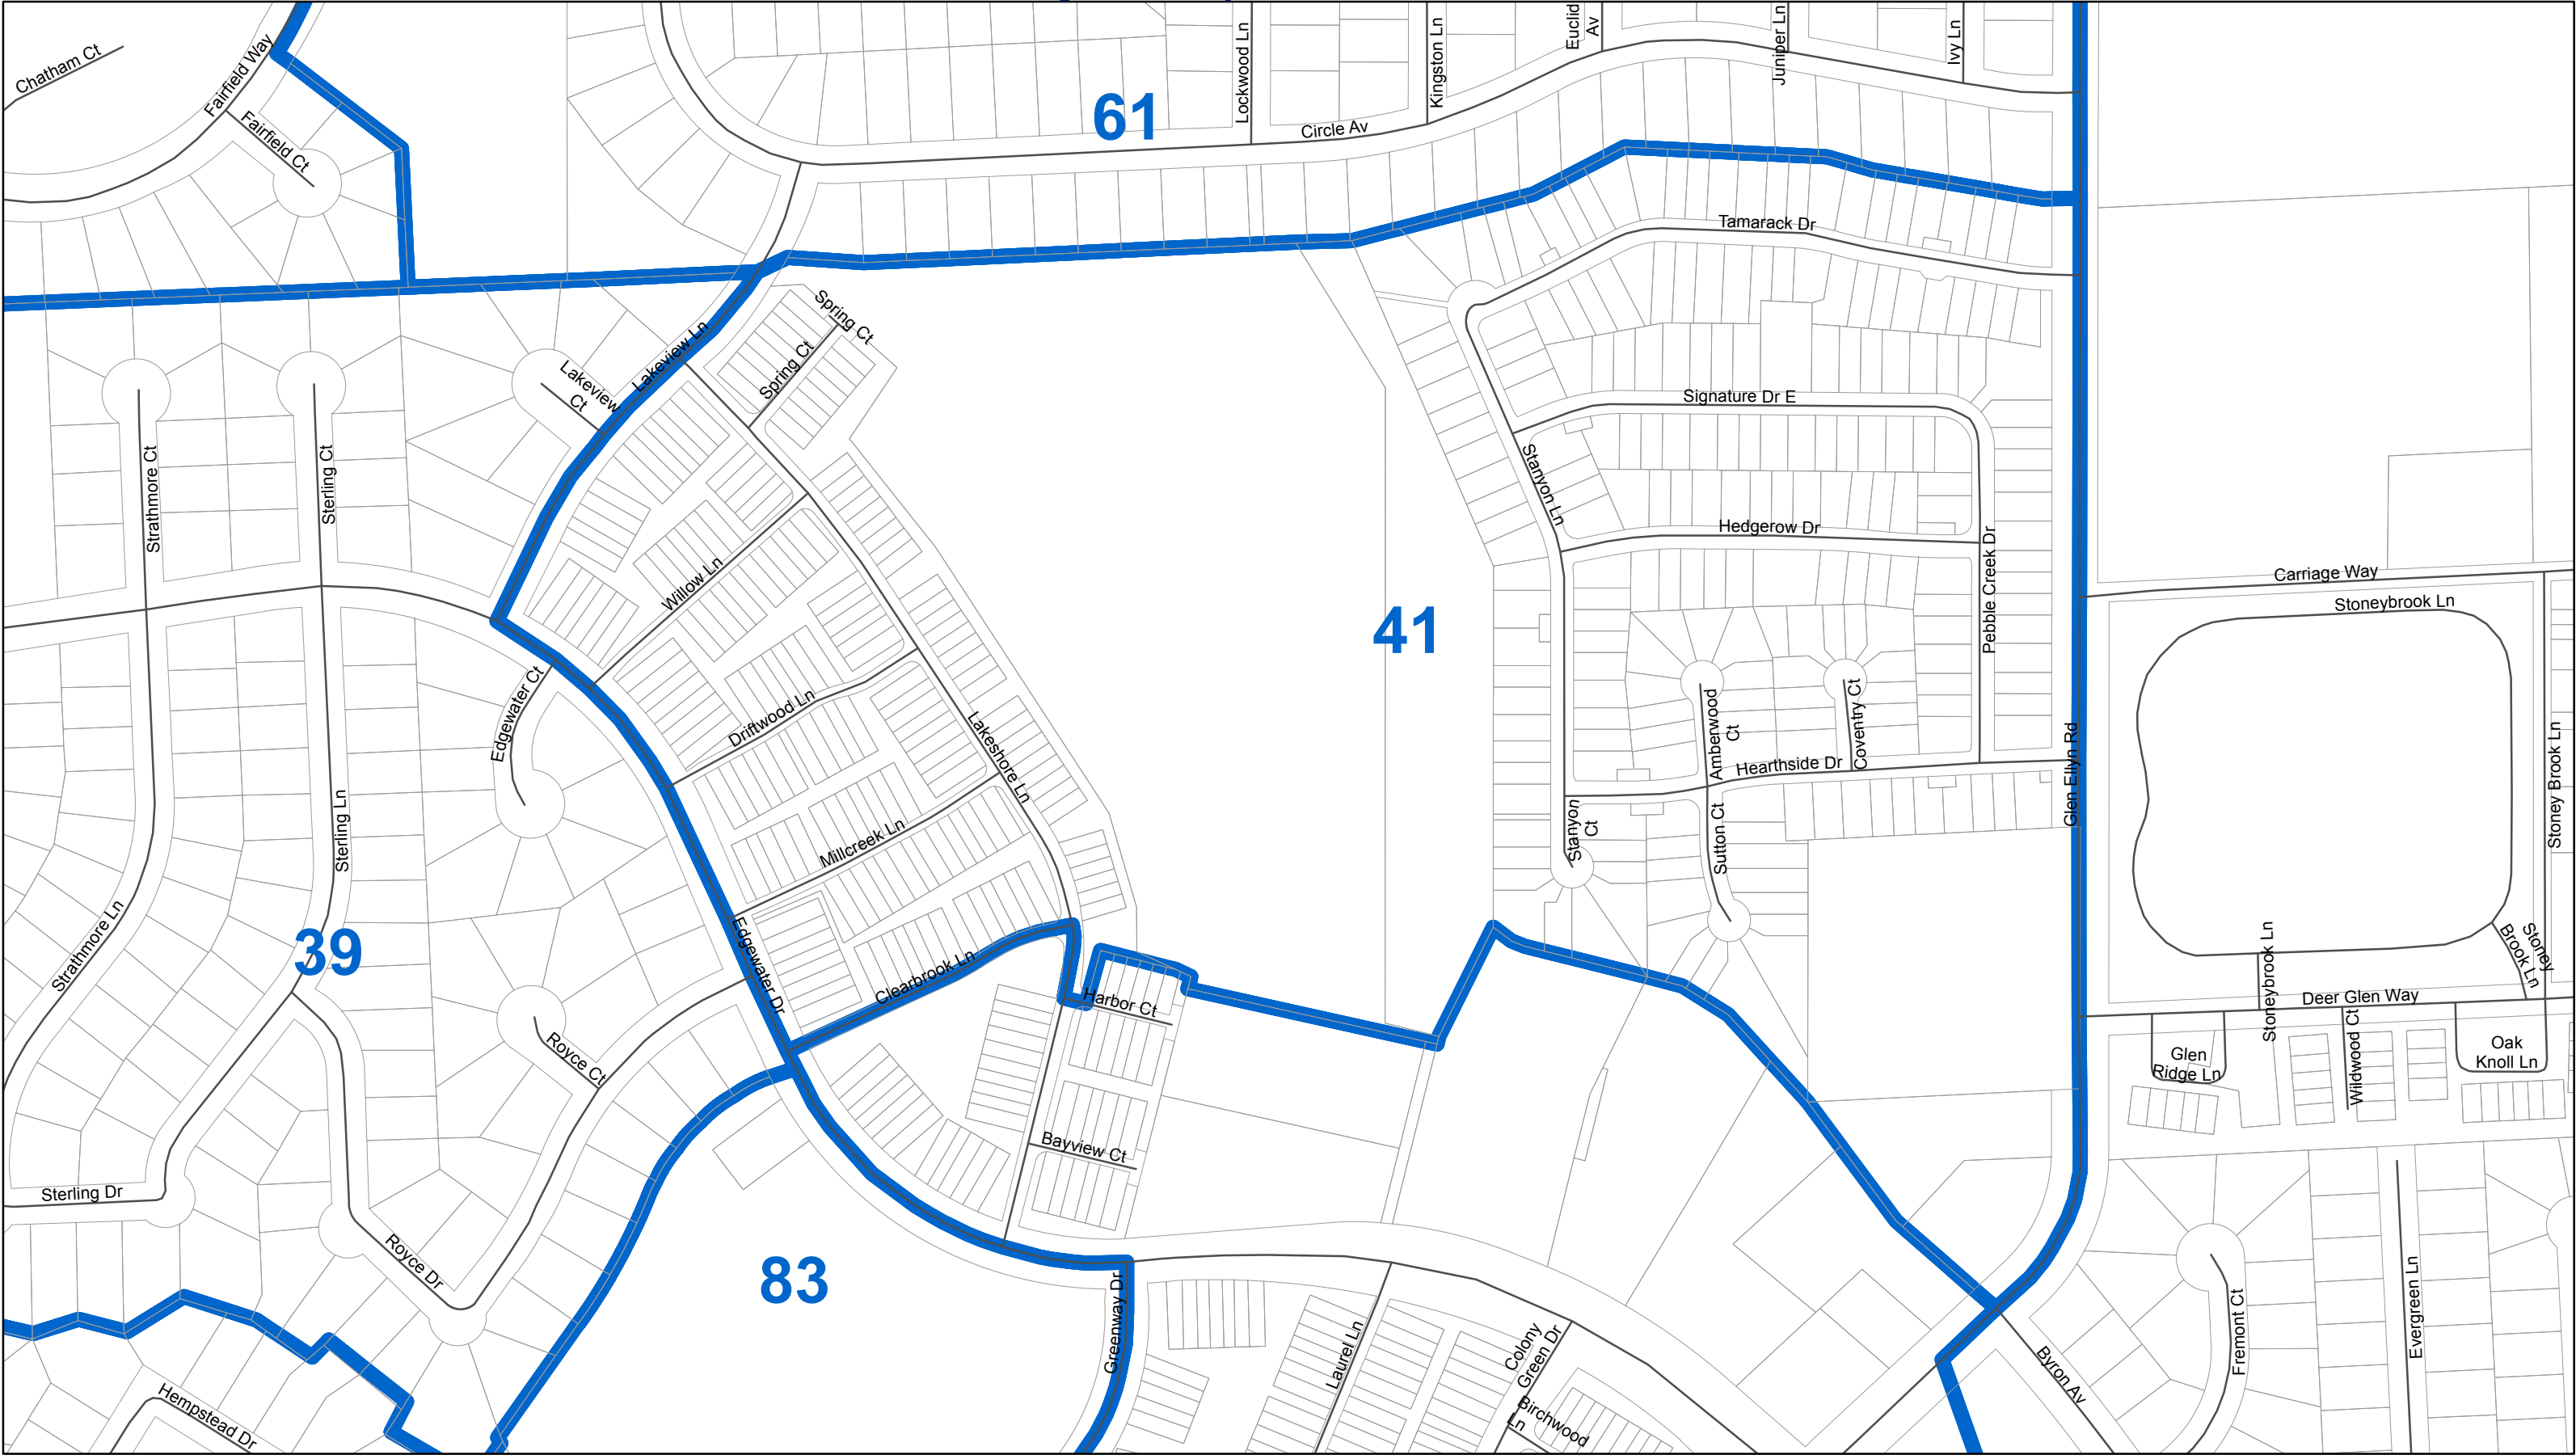 Chatham Ct
Fairfield Way
Fairfield Ct
Lockwood Ln
Kingston Ln
Euclid
Av
Juniper Ln
Ivy Ln
61
Circle Av
Tamarack Dr
Spring Ct
Spring Ct
Lakeview Ln
Lakeview
Ct
Signature Dr E
Strathmore Ct
Sterling Ct
Stanyon Ln
Hedgerow Dr
Pebble Creek Dr
Carriage Way
Stoneybrook Ln
Willow Ln
41
Edgewater Ct
Driftwood Ln
Lakeshore Ln
Amberwood
Ct
Coventry Ct
Hearthside Dr
Glen Ellyn Rd
Stoney Brook Ln
Sterling Ln
Millcreek Ln
Stanyon
Ct
Sutton Ct
Strathmore Ln
39
Edgewater Dr
Clearbrook Ln
Harbor Ct
Stoneybrook Ln
Stoney
Brook Ln
Deer Glen Way
Royce Ct
Glen
Ridge Ln
Wildwood Ct
Oak
Knoll Ln
Bayview Ct
Sterling Dr
Royce Dr
83
Greenway Dr
Laurel Ln
Colony
Green Dr
Birchwood
Ln
Byron Av
Fremont Ct
Evergreen Ln
Hempstead Dr